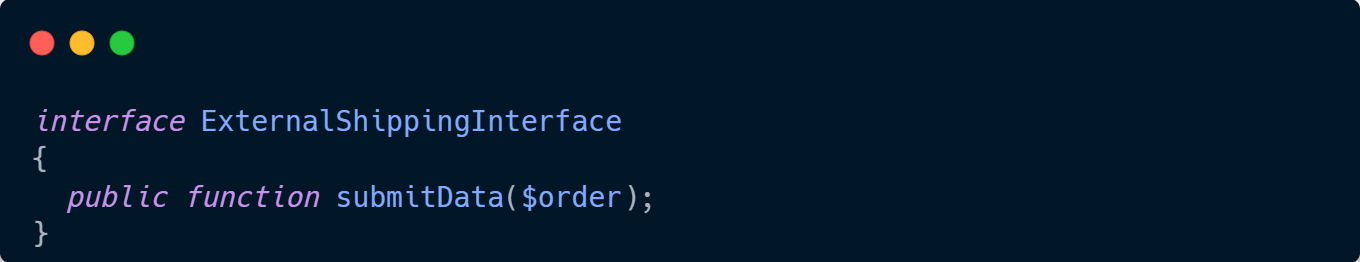 interface ExternalShippingInterface
{
  public function submitData($order);
}